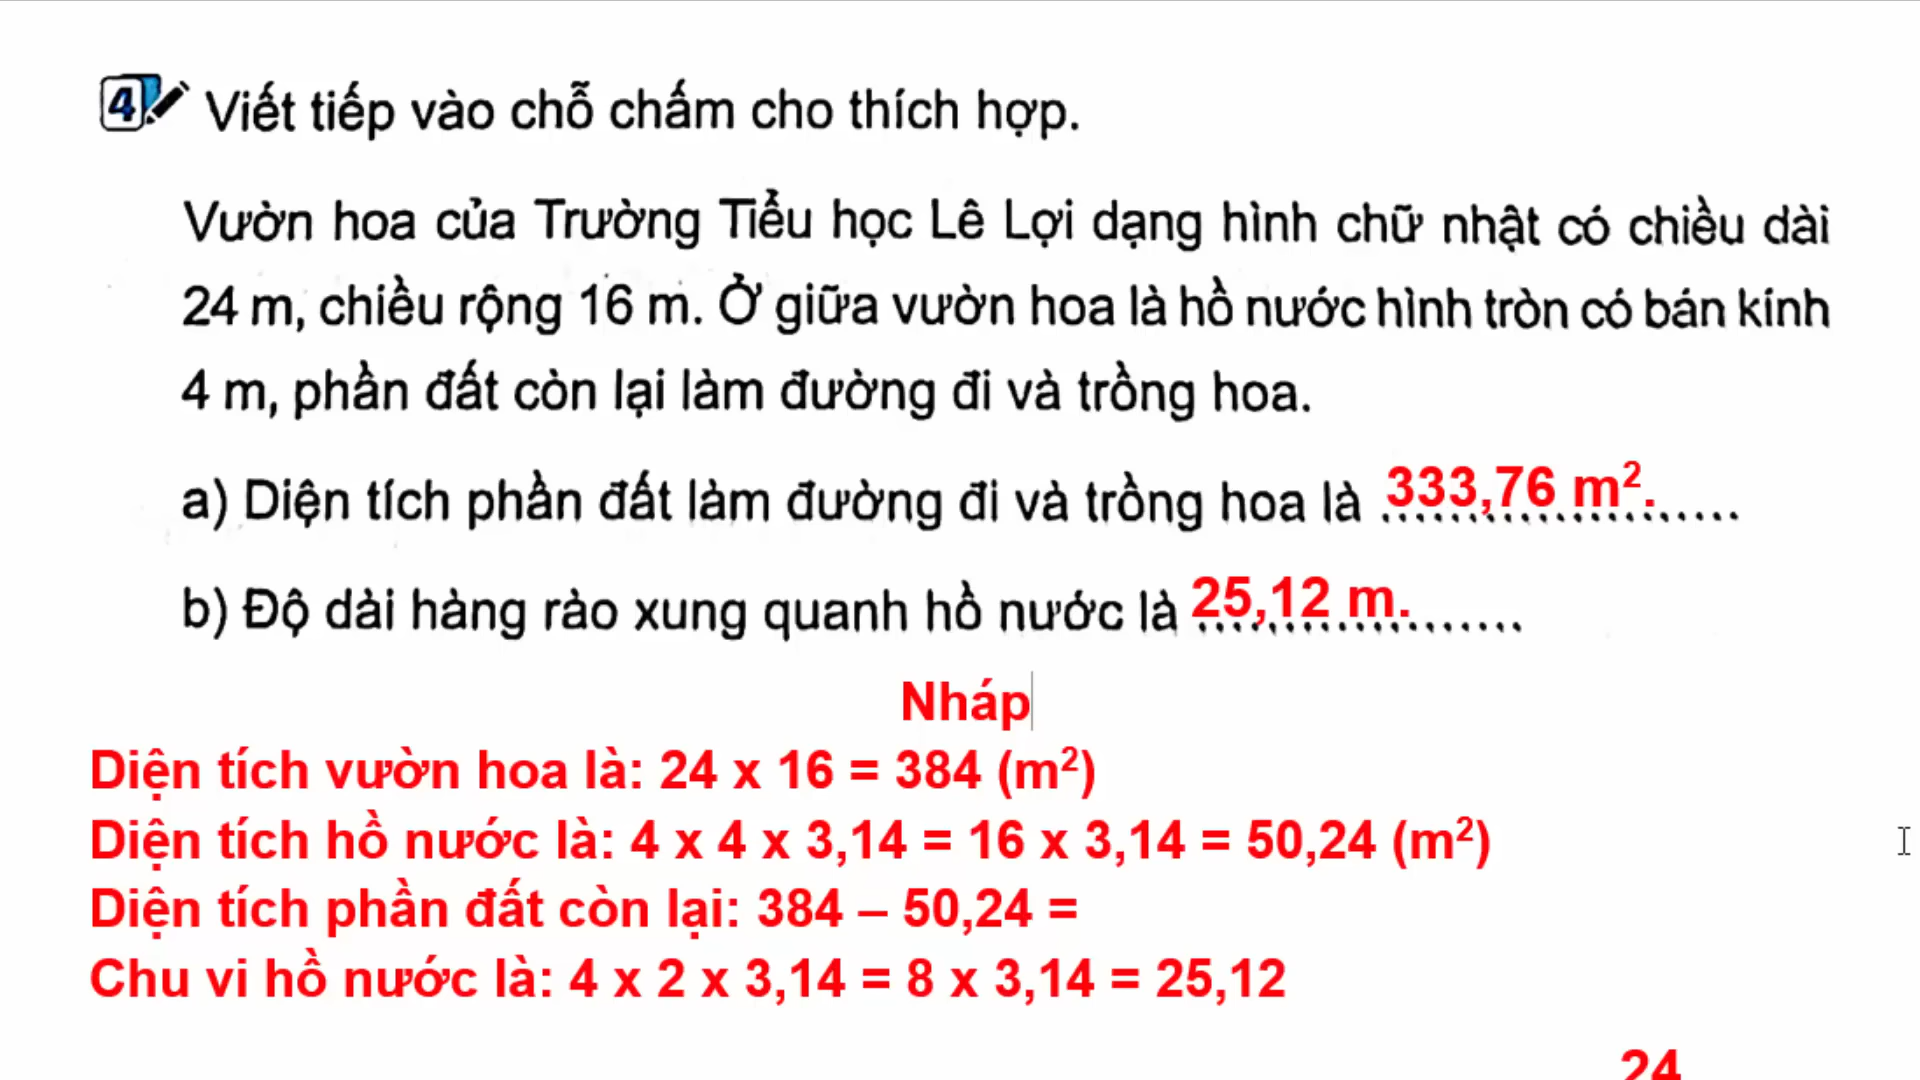 4 Viết tiếp vào chỗ chấm cho thích hợp.
Vườn hoa của Trường Tiểu học Lê Lợi dạng hình chữ nhật có chiều dài
24 m, chiều rộng 16 m. Ở giữa vườn hoa là hồ nước hình tròn có bán kính
4 m, phần đất còn lại làm đường đi và trồng hoa.
a) Diện tích phần đất làm đường đi và trồng hoa là 333,76 m².
b) Độ dài hàng rào xung quanh hồ nước là 25,12 m.
Nháp
Diện tích vườn hoa là: 24 x 16 = 384 (m²)
Diện tích hồ nước là: 4 x 4 x 3,14 = 16 x 3,14 = 50,24 (m²)
Diện tích phần đất còn lại: 384 – 50,24 =
Chu vi hồ nước là: 4 x 2 x 3,14 = 8 x 3,14 = 25,12
24